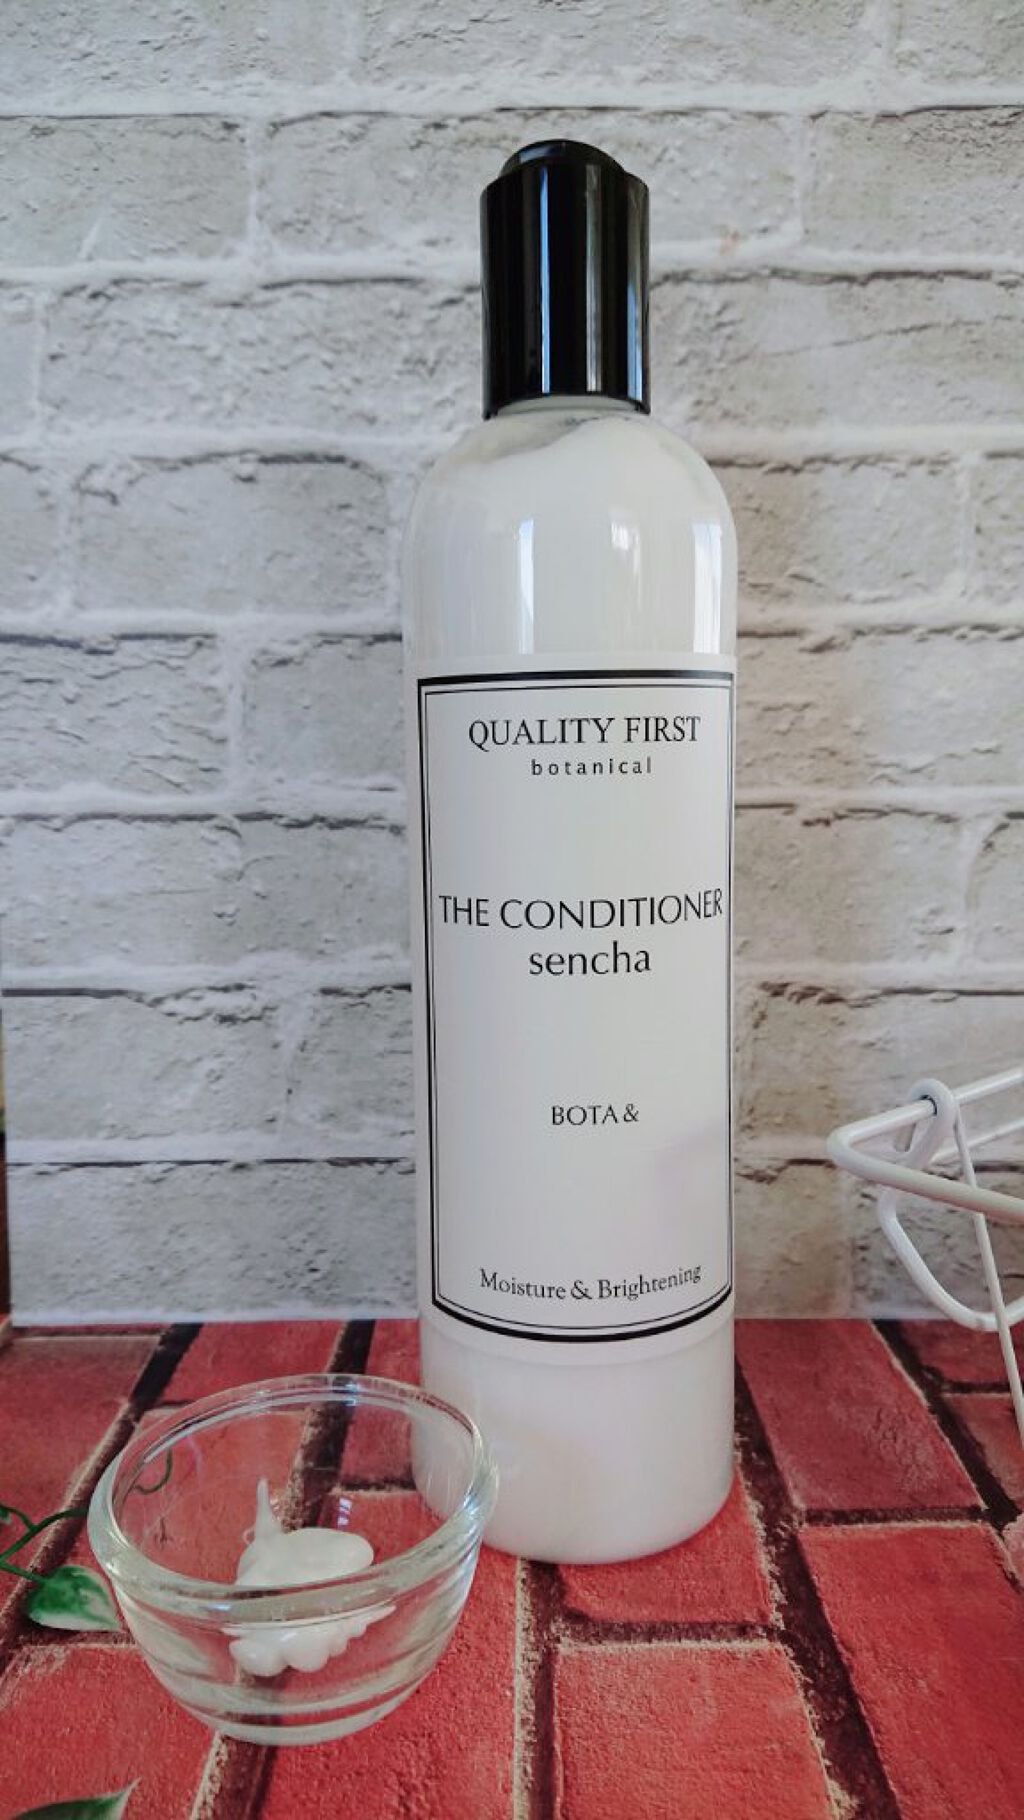 QUALITY FIRST
botanical
THE CONDITIONER
sencha
BOTA &
Moisture & Brightening